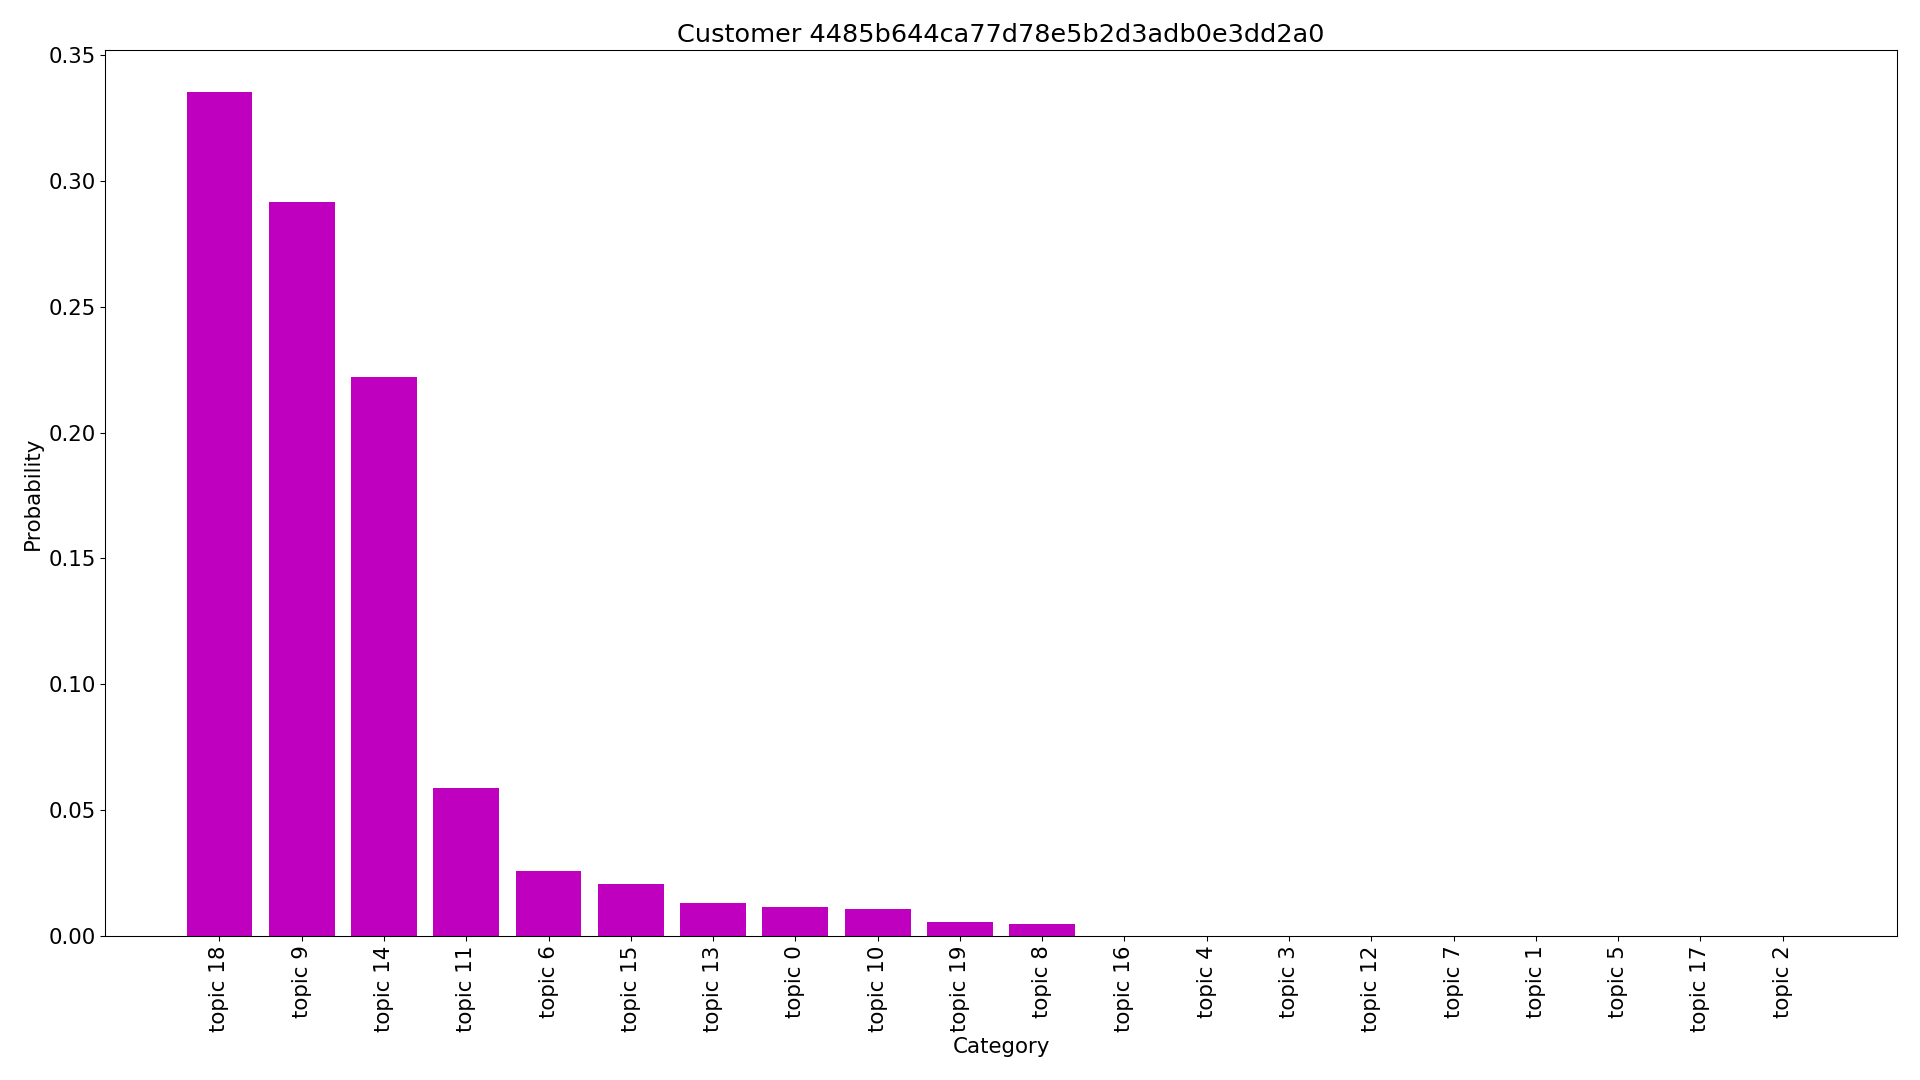 Customer 4485b644ca77d78e5b2d3adb0e3dd2a0
Probability
0.35
0.30
0.25
0.20
0.15
0.10
0.05
0.00
topic 18
topic 9
topic 14
topic 11
topic 6
topic 15
topic 13
topic 0
topic 10
topic 19
topic 8
topic 16
topic 4
topic 3
topic 12
topic 7
topic 1
topic 5
topic 17
topic 2
Category